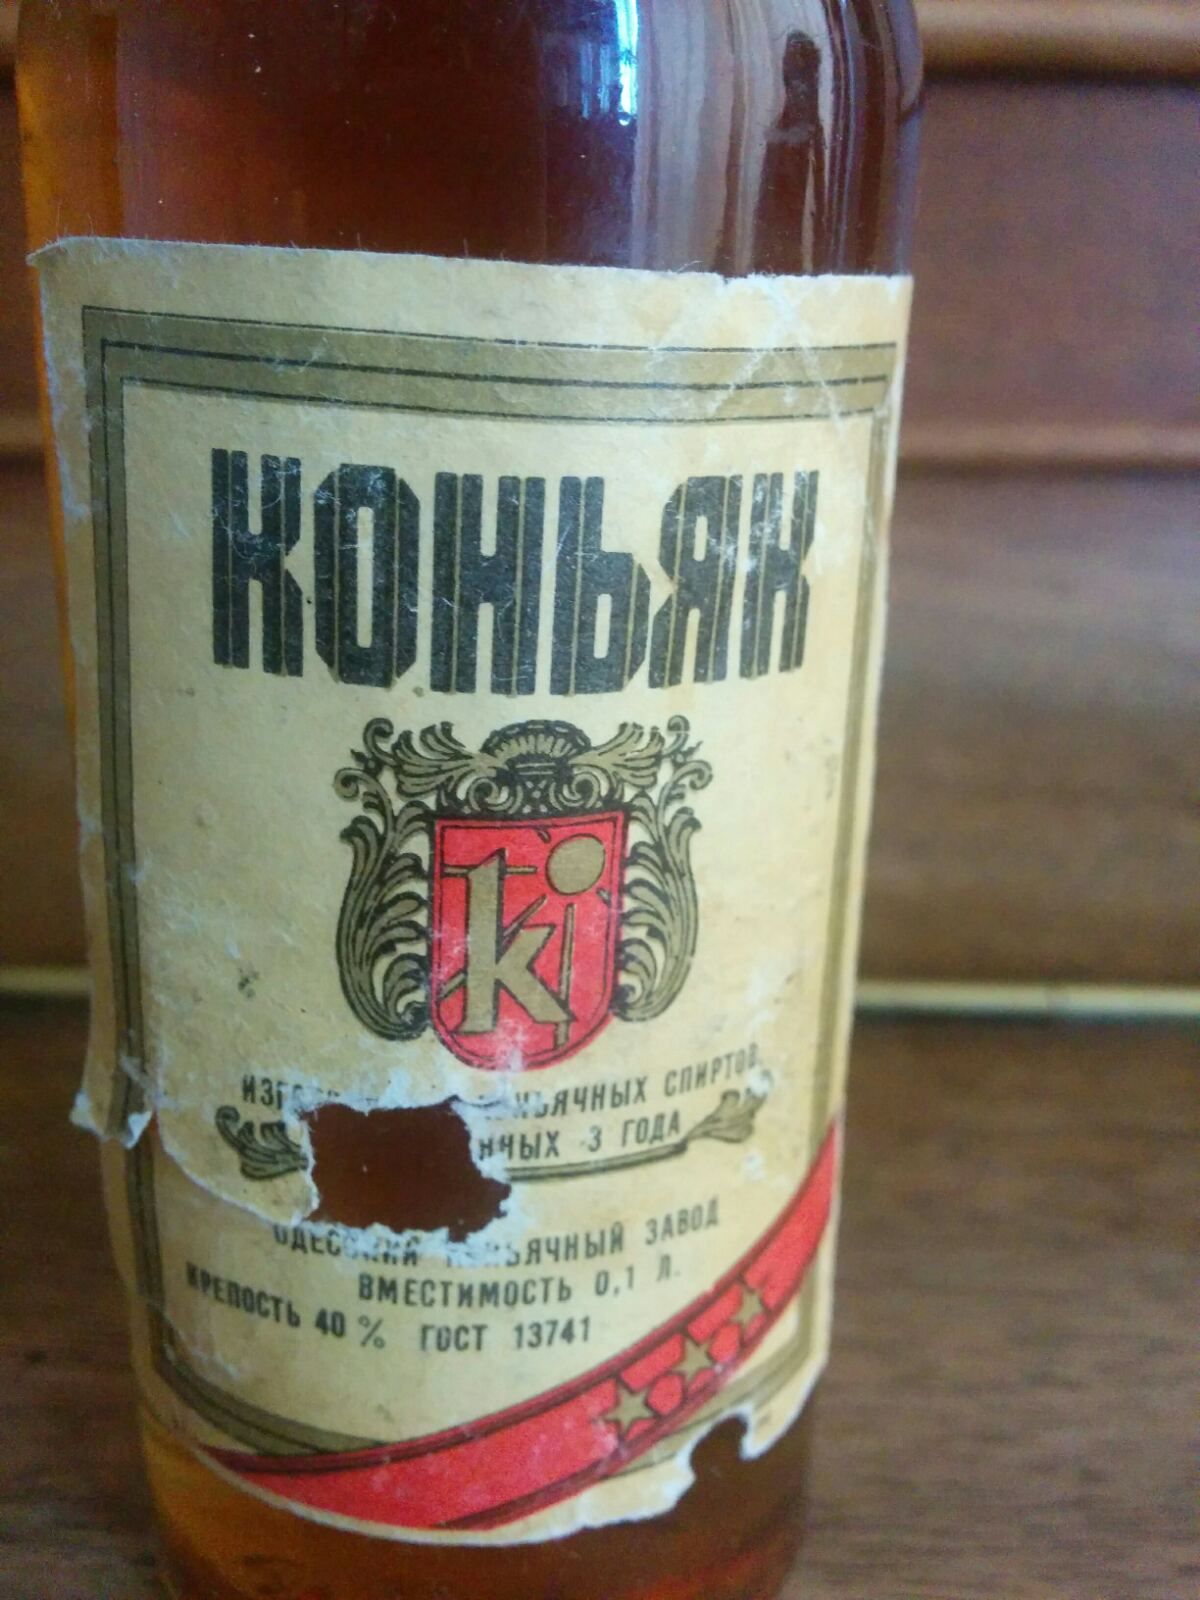 КОНЬЯК
ki
СПИРТОВ,
3 ГОДА
ЗАВОД
ВМЕСТИМОСТЬ 0,1 Л.
КРЕПОСТЬ 40 % ГОСТ 13741